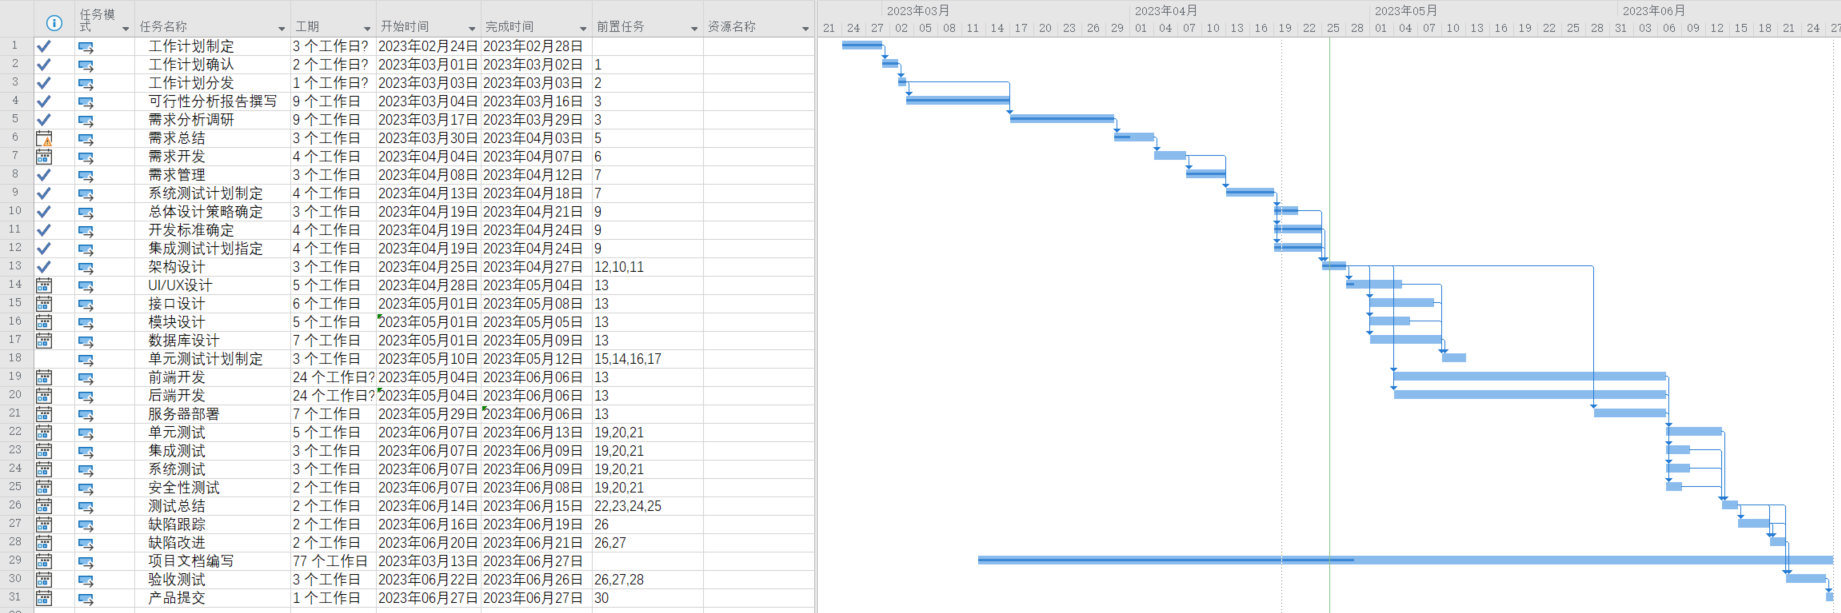 任务模式 任务名称 工期 开始时间 完成时间 前置任务 资源名称
2023年03月 2023年04月 2023年05月 2023年06月
21 24 27 02 05 08 11 14 17 20 23 26 29 01 04 07 10 13 16 19 22 25 28 01 04 07 10 13 16 19 22 25 28 31 03 06 09 12 15 18 21 24 27
1 工作计划制定 3 个工作日? 2023年02月24日 2023年02月28日
2 工作计划确认 2 个工作日? 2023年03月01日 2023年03月02日 1
3 工作计划分发 1 个工作日? 2023年03月03日 2023年03月03日 2
4 可行性分析报告撰写 9 个工作日 2023年03月04日 2023年03月16日 3
5 需求分析调研 9 个工作日 2023年03月17日 2023年03月29日 3
6 需求总结 3 个工作日 2023年03月30日 2023年04月03日 5
7 需求开发 4 个工作日 2023年04月04日 2023年04月07日 6
8 需求管理 3 个工作日 2023年04月08日 2023年04月12日 7
9 系统测试计划制定 4 个工作日 2023年04月13日 2023年04月18日 7
10 总体设计策略确定 3 个工作日 2023年04月19日 2023年04月21日 9
11 开发标准确定 4 个工作日 2023年04月19日 2023年04月24日 9
12 集成测试计划指定 4 个工作日 2023年04月19日 2023年04月24日 9
13 架构设计 3 个工作日 2023年04月25日 2023年04月27日 12,10,11
14 UI/UX设计 5 个工作日 2023年04月28日 2023年05月04日 13
15 接口设计 6 个工作日 2023年05月01日 2023年05月08日 13
16 模块设计 5 个工作日 2023年05月01日 2023年05月05日 13
17 数据库设计 7 个工作日 2023年05月01日 2023年05月09日 13
18 单元测试计划制定 3 个工作日 2023年05月10日 2023年05月12日 15,14,16,17
19 前端开发 24 个工作日? 2023年05月04日 2023年06月06日 13
20 后端开发 24 个工作日? 2023年05月04日 2023年06月06日 13
21 服务器部署 7 个工作日 2023年05月29日 2023年06月06日 13
22 单元测试 5 个工作日 2023年06月07日 2023年06月13日 19,20,21
23 集成测试 3 个工作日 2023年06月07日 2023年06月09日 19,20,21
24 系统测试 3 个工作日 2023年06月07日 2023年06月09日 19,20,21
25 安全性测试 2 个工作日 2023年06月07日 2023年06月08日 19,20,21
26 测试总结 2 个工作日 2023年06月14日 2023年06月15日 22,23,24,25
27 缺陷跟踪 2 个工作日 2023年06月16日 2023年06月19日 26
28 缺陷改进 2 个工作日 2023年06月20日 2023年06月21日 26,27
29 项目文档编写 77 个工作日 2023年03月13日 2023年06月27日
30 验收测试 3 个工作日 2023年06月22日 2023年06月26日 26,27,28
31 产品提交 1 个工作日 2023年06月27日 2023年06月27日 30